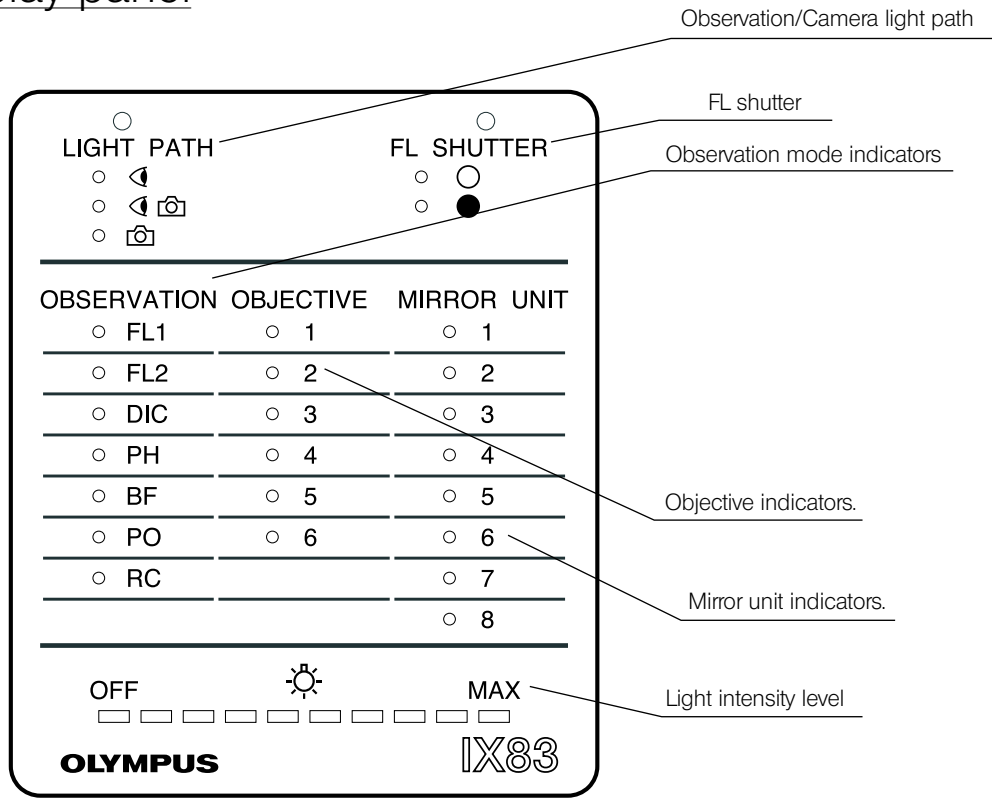 Observation/Camera light path
FL shutter
LIGHT PATH FL SHUTTER
Observation mode indicators
OBSERVATION OBJECTIVE MIRROR UNIT
FL1 1 1
FL2 2 2
DIC 3 3
PH 4 4
BF 5 5
Objective indicators.
PO 6 6
RC 7
Mirror unit indicators.
8
OFF MAX
Light intensity level
OLYMPUS IX83